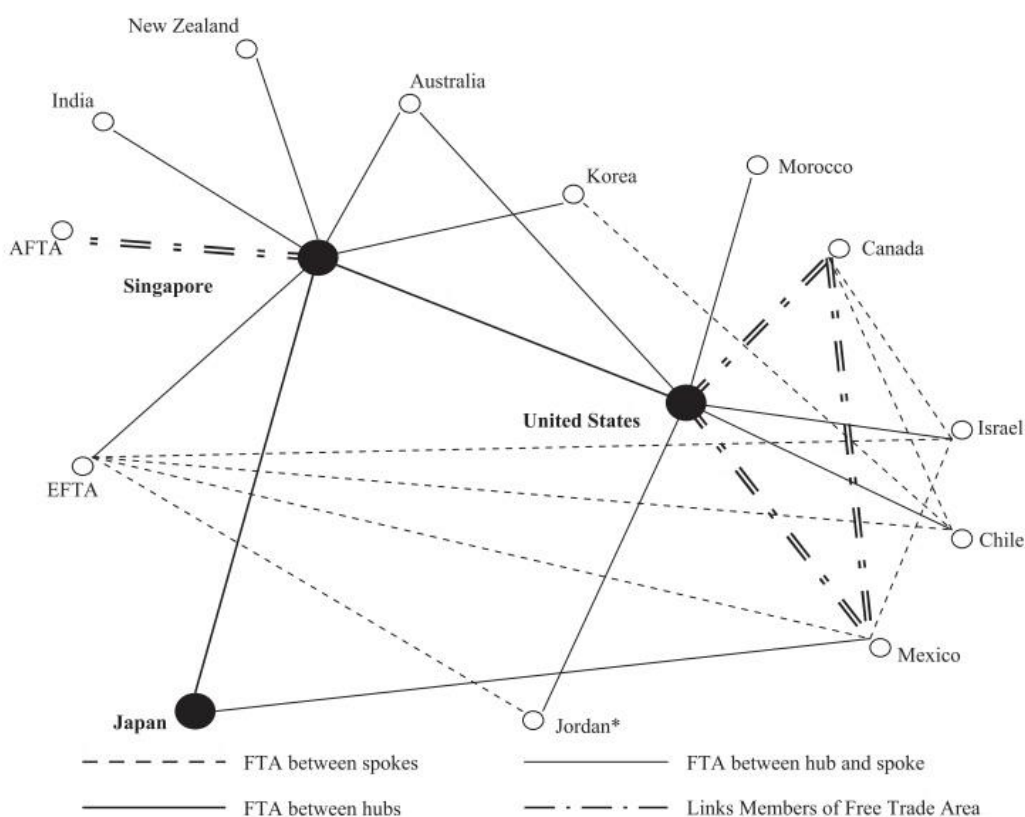 New Zealand
Australia
India
Korea
Morocco
AFTA
Canada
Singapore
United States
Israel
EFTA
Chile
Mexico
Japan
Jordan*
FTA between spokes
FTA between hub and spoke
FTA between hubs
Links Members of Free Trade Area